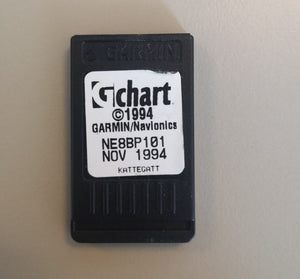 GARMIN
Gchart
©1994
GARMIN/Navionics
NE8BP101
NOV 1994
KATTEGATT